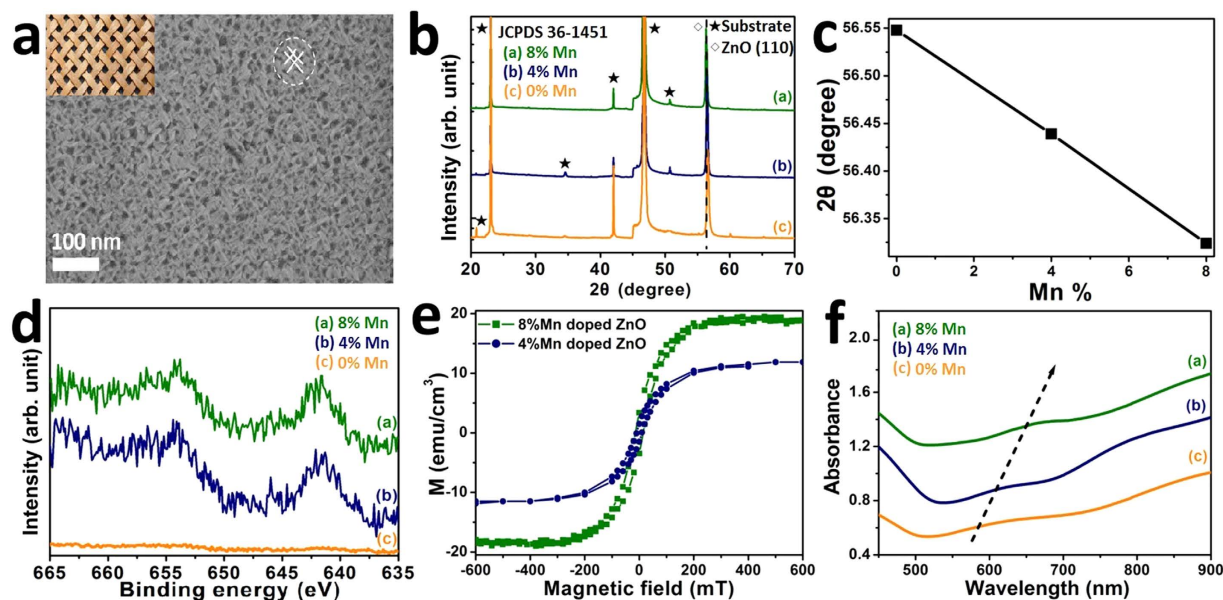 a
100 nm
b
JCPDS 36-1451
(a) 8% Mn
(b) 4% Mn
(c) 0% Mn
◇ ★Substrate
◇ZnO (110)
(a)
(b)
(c)
Intensity (arb. unit)
20 30 40 50 60 70
2θ (degree)
c
56.55
56.50
56.45
56.40
56.35
2θ (degree)
0 2 4 6 8
Mn %
d
(a) 8% Mn
(b) 4% Mn
(c) 0% Mn
(a)
(b)
(c)
Intensity (arb. unit)
665 655 645 635
Binding energy (eV)
e
8%Mn doped ZnO
4%Mn doped ZnO
20
10
0
-10
-20
M (emu/cm³)
-600 -400 -200 0 200 400 600
Magnetic field (mT)
f
(a) 8% Mn
(b) 4% Mn
(c) 0% Mn
(a)
(b)
(c)
2.0
1.6
1.2
0.8
0.4
Absorbance
500 600 700 800 900
Wavelength (nm)